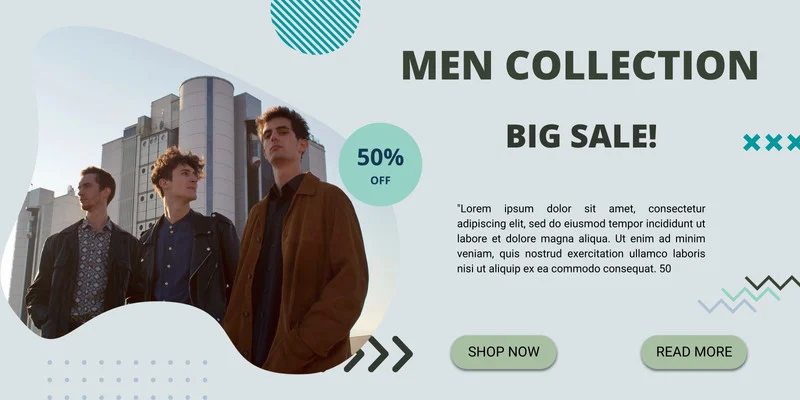 MEN COLLECTION
BIG SALE!
50%
OFF
"Lorem ipsum dolor sit amet, consectetur
adipiscing elit, sed do eiusmod tempor incididunt ut
labore et dolore magna aliqua. Ut enim ad minim
veniam, quis nostrud exercitation ullamco laboris
nisi ut aliquip ex ea commodo consequat. 50
SHOP NOW
READ MORE